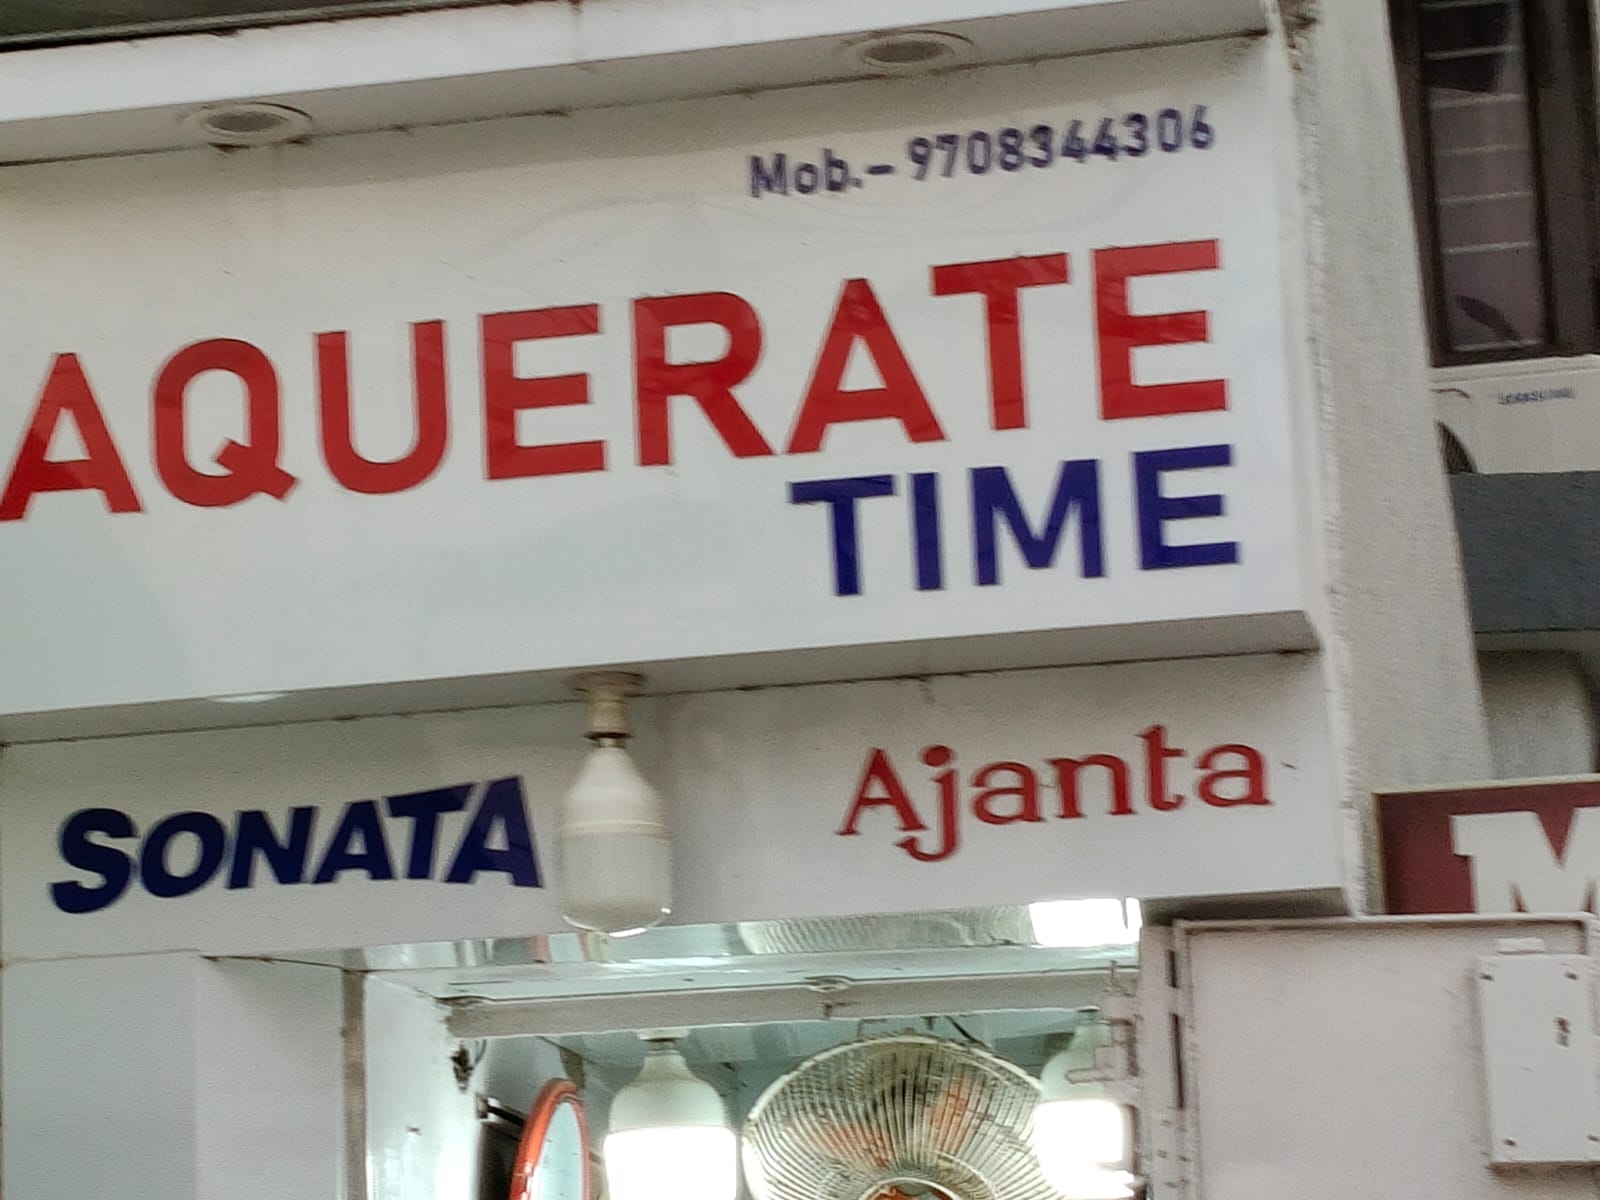 Mob.- 9708344306
AQUERATE
TIME
SONATA
Ajanta
M